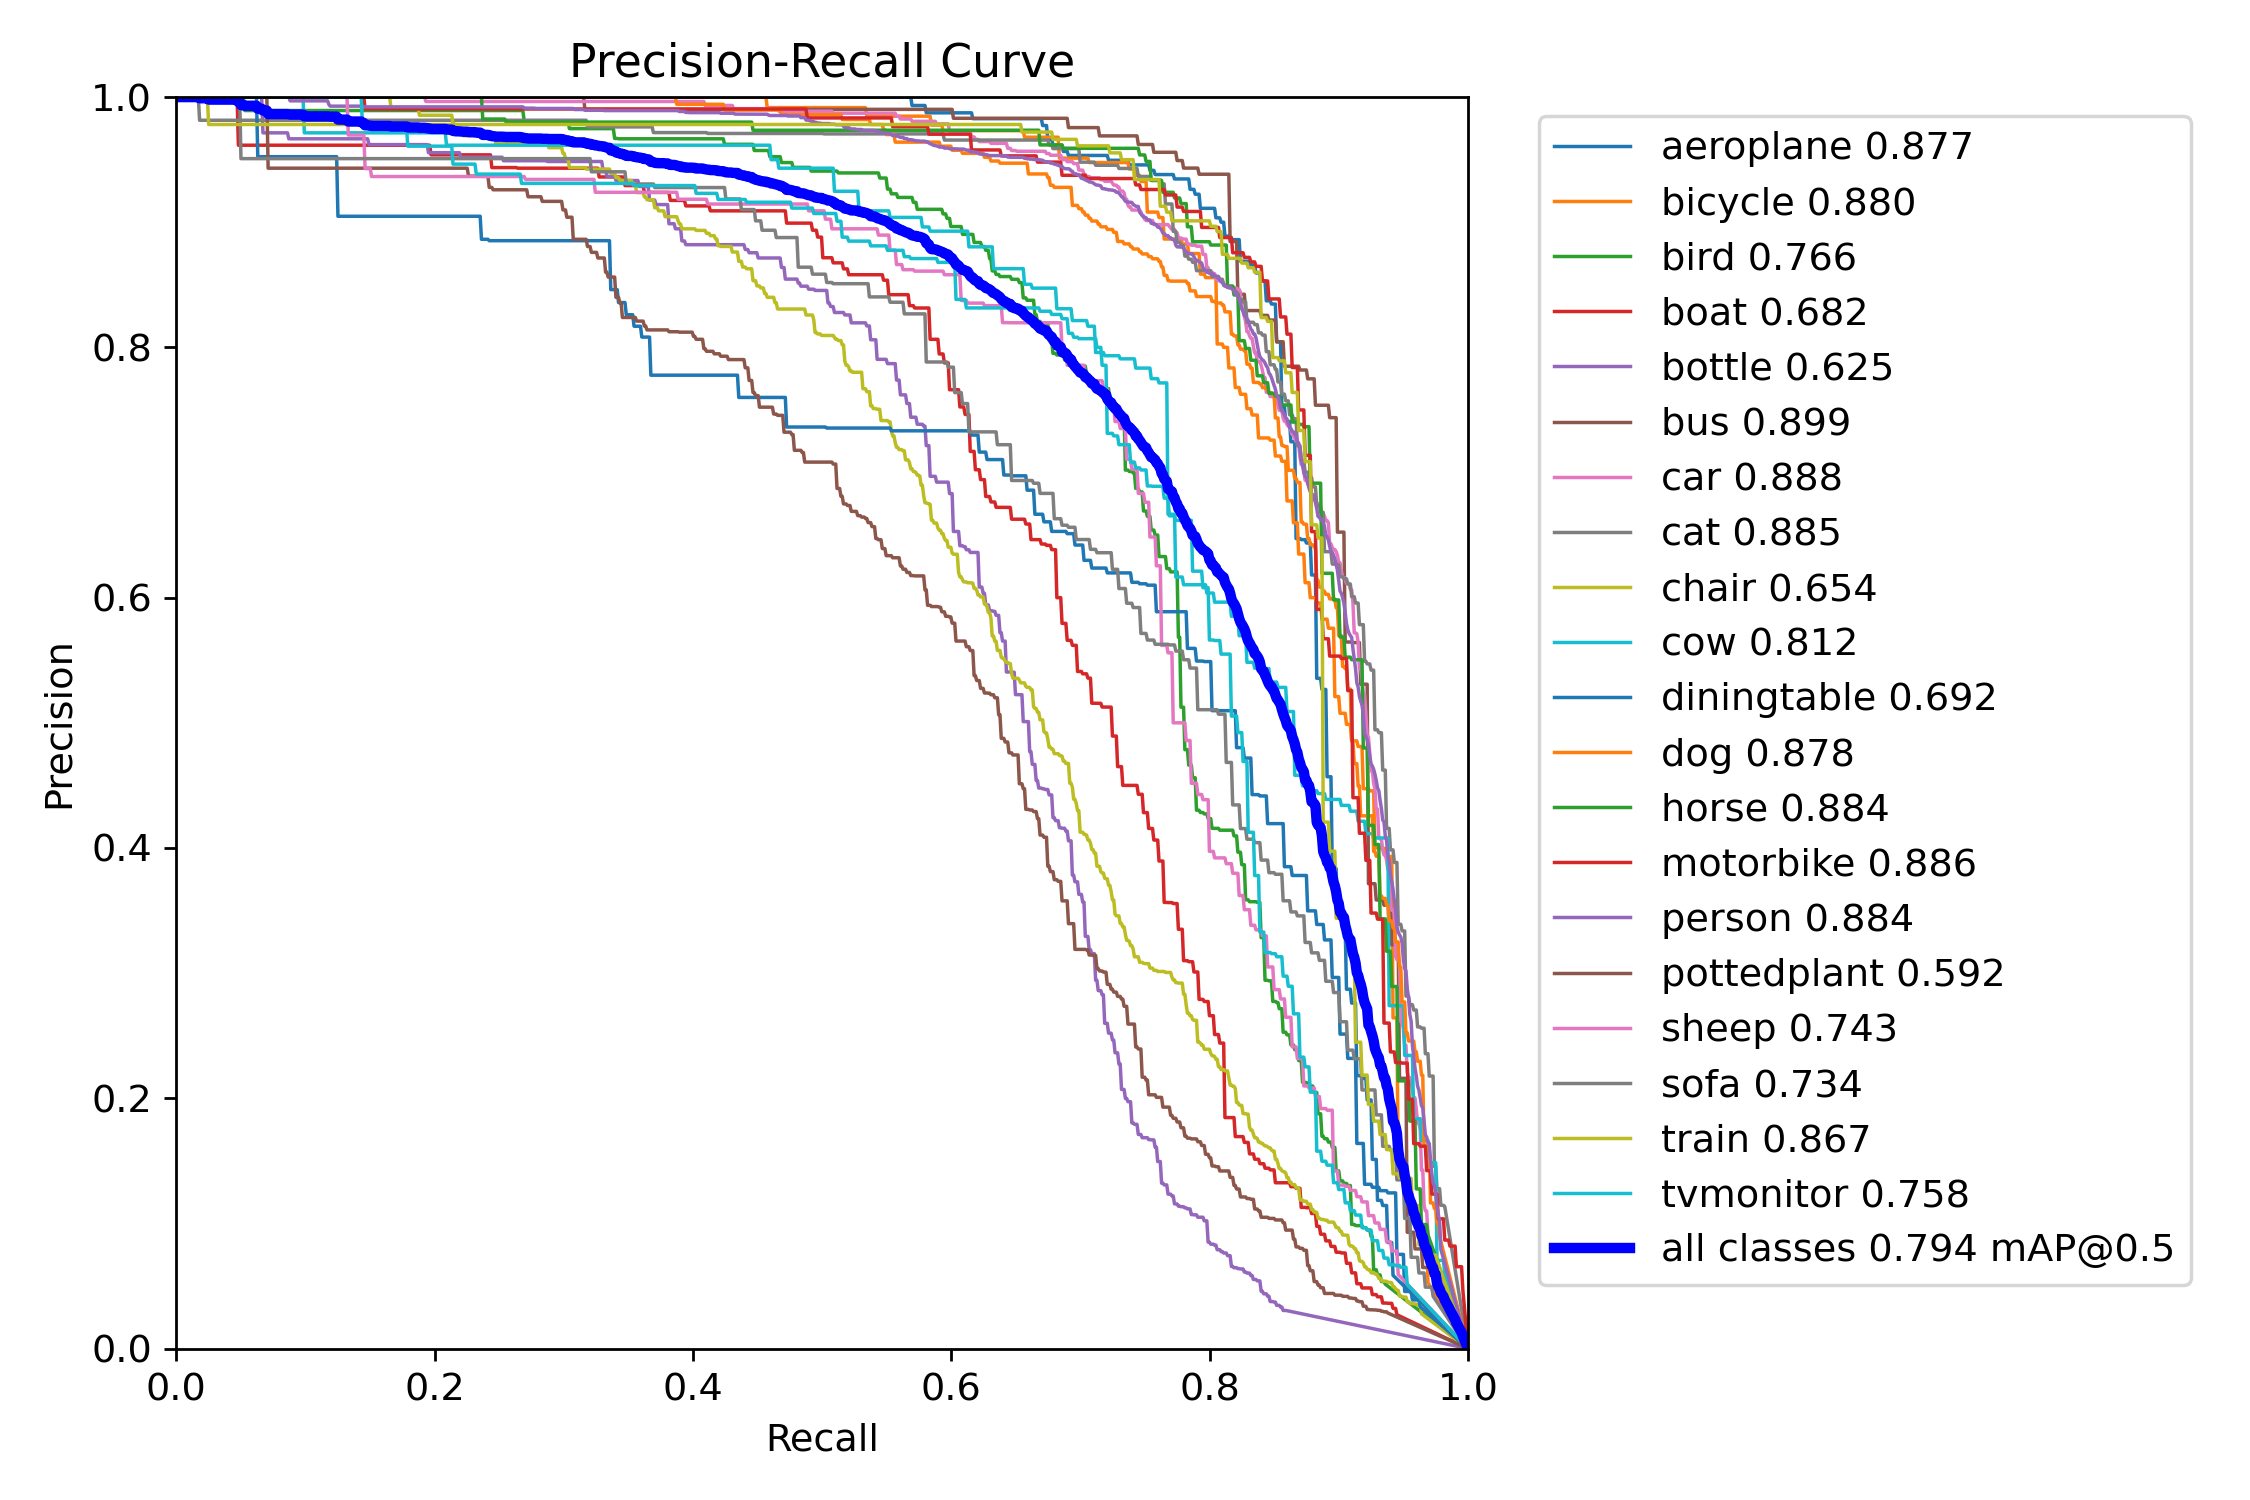 Precision-Recall Curve
1.0
0.8
0.6
0.4
0.2
0.0
Precision
0.0 0.2 0.4 0.6 0.8 1.0
Recall
aeroplane 0.877
bicycle 0.880
bird 0.766
boat 0.682
bottle 0.625
bus 0.899
car 0.888
cat 0.885
chair 0.654
cow 0.812
diningtable 0.692
dog 0.878
horse 0.884
motorbike 0.886
person 0.884
pottedplant 0.592
sheep 0.743
sofa 0.734
train 0.867
tvmonitor 0.758
all classes 0.794 mAP@0.5